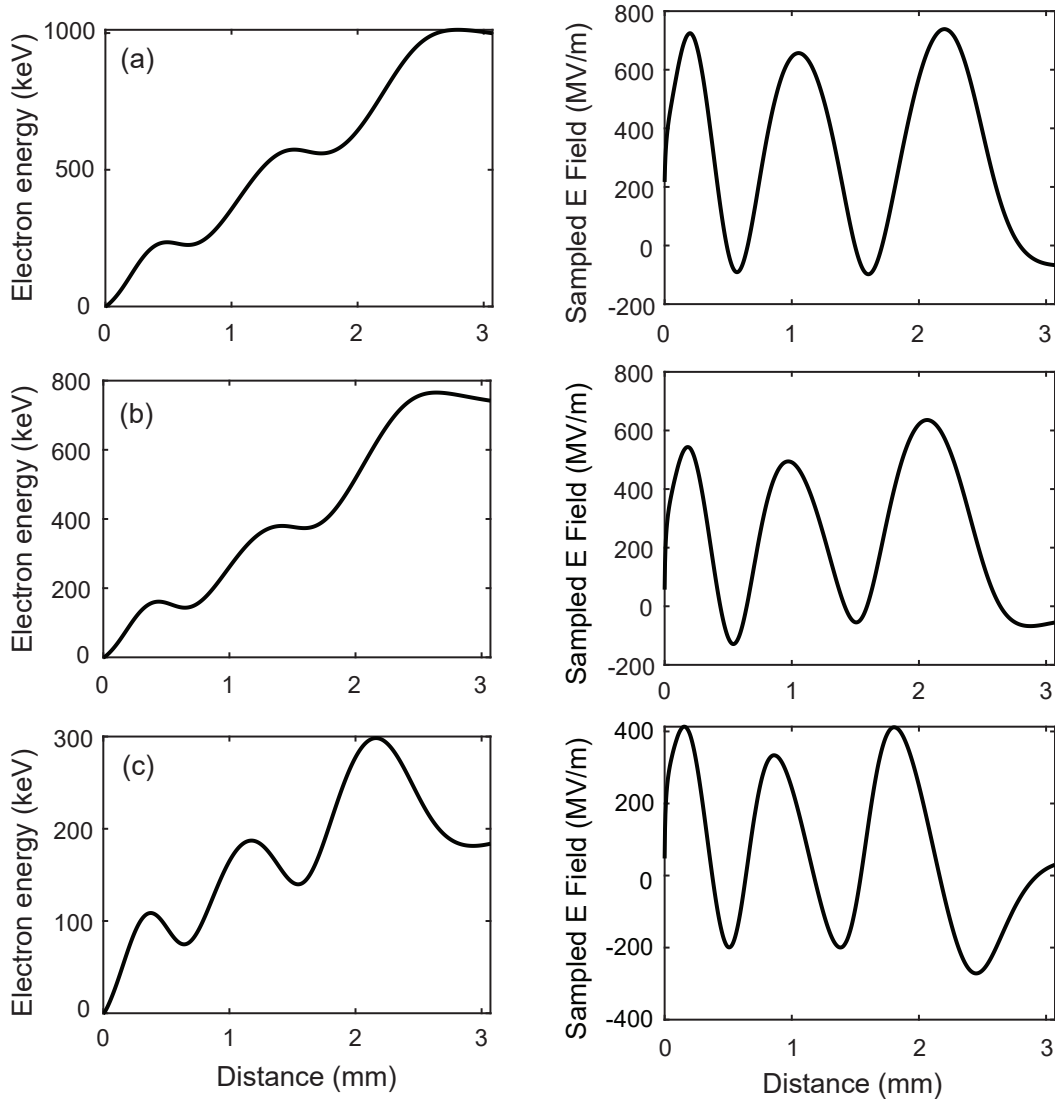 (a)
Electron energy (keV)
1000
500
0
0 1 2 3
Sampled E Field (MV/m)
800
600
400
200
0
-200
0 1 2 3
(b)
Electron energy (keV)
800
600
400
200
0
0 1 2 3
Sampled E Field (MV/m)
800
600
400
200
0
-200
0 1 2 3
(c)
Electron energy (keV)
300
200
100
0
0 1 2 3
Distance (mm)
Sampled E Field (MV/m)
400
200
0
-200
-400
0 1 2 3
Distance (mm)